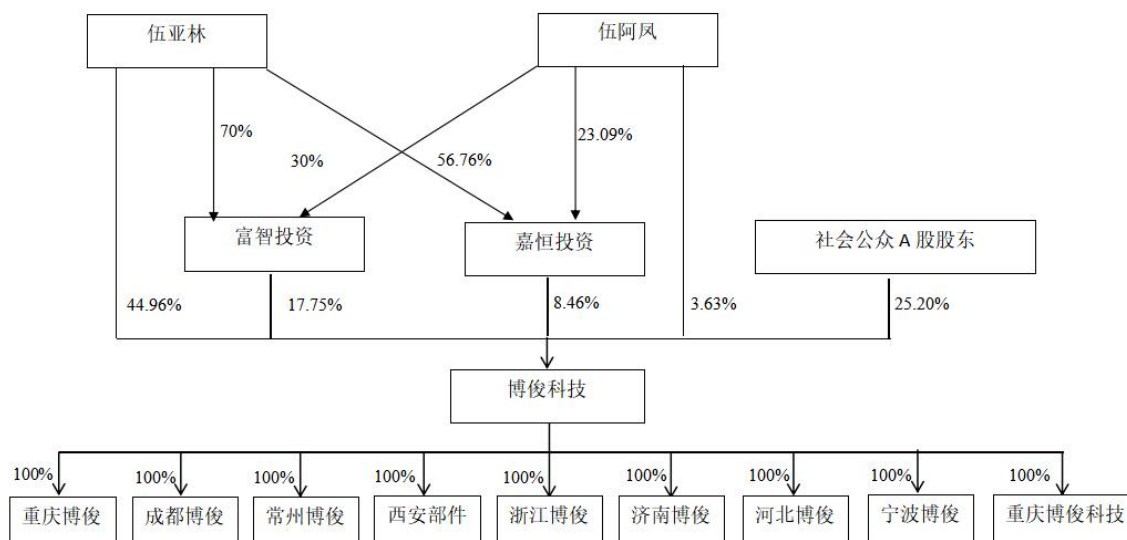 伍亚林
伍阿凤
70%
30%
56.76%
23.09%
富智投资
嘉恒投资
社会公众 A 股股东
44.96%
17.75%
8.46%
3.63%
25.20%
博俊科技
100%
100%
100%
100%
100%
100%
100%
100%
100%
重庆博俊
成都博俊
常州博俊
西安部件
浙江博俊
济南博俊
河北博俊
宁波博俊
重庆博俊科技